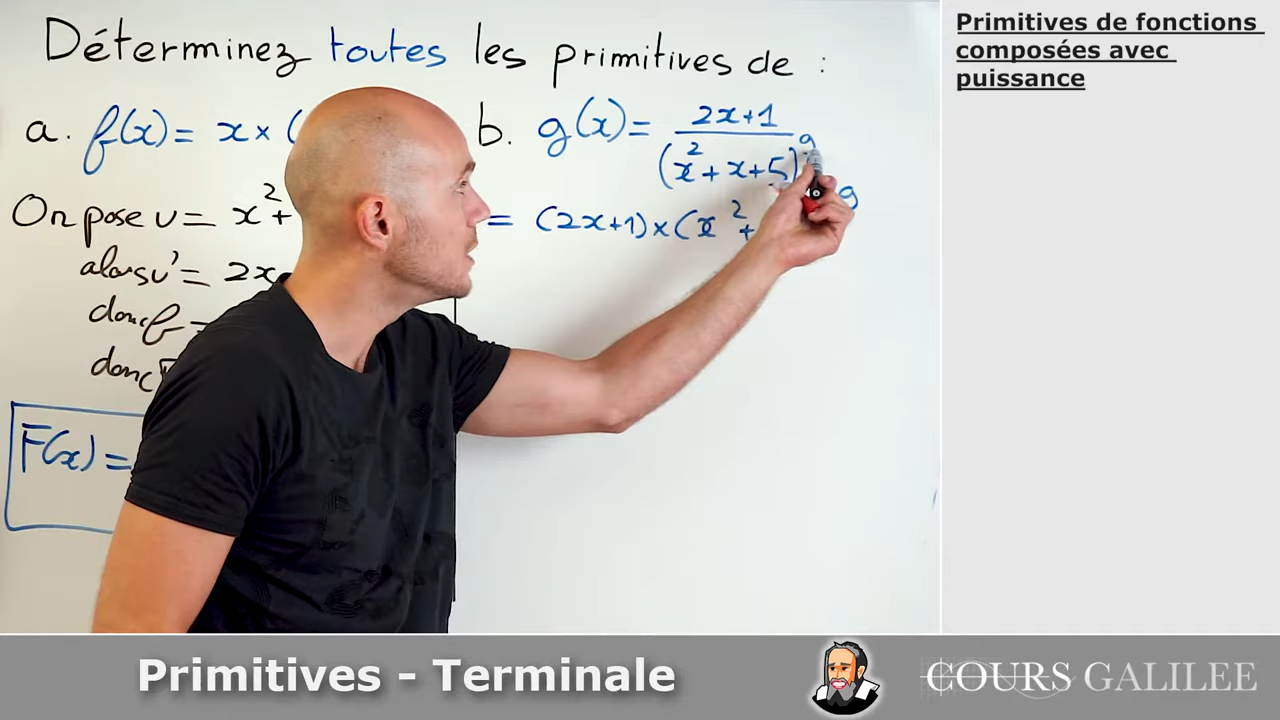 Déterminez toutes les primitives de :
a. f(x) = x × (
On pose u = x² +
alors u' = 2x
donc f =
donc
F(x) =
b. g(x) = (2x+1)/(x² + x + 5)⁹
= (2x+1) × (x² +
9
Primitives de fonctions
composées avec
puissance
Primitives - Terminale
COURS GALILEE